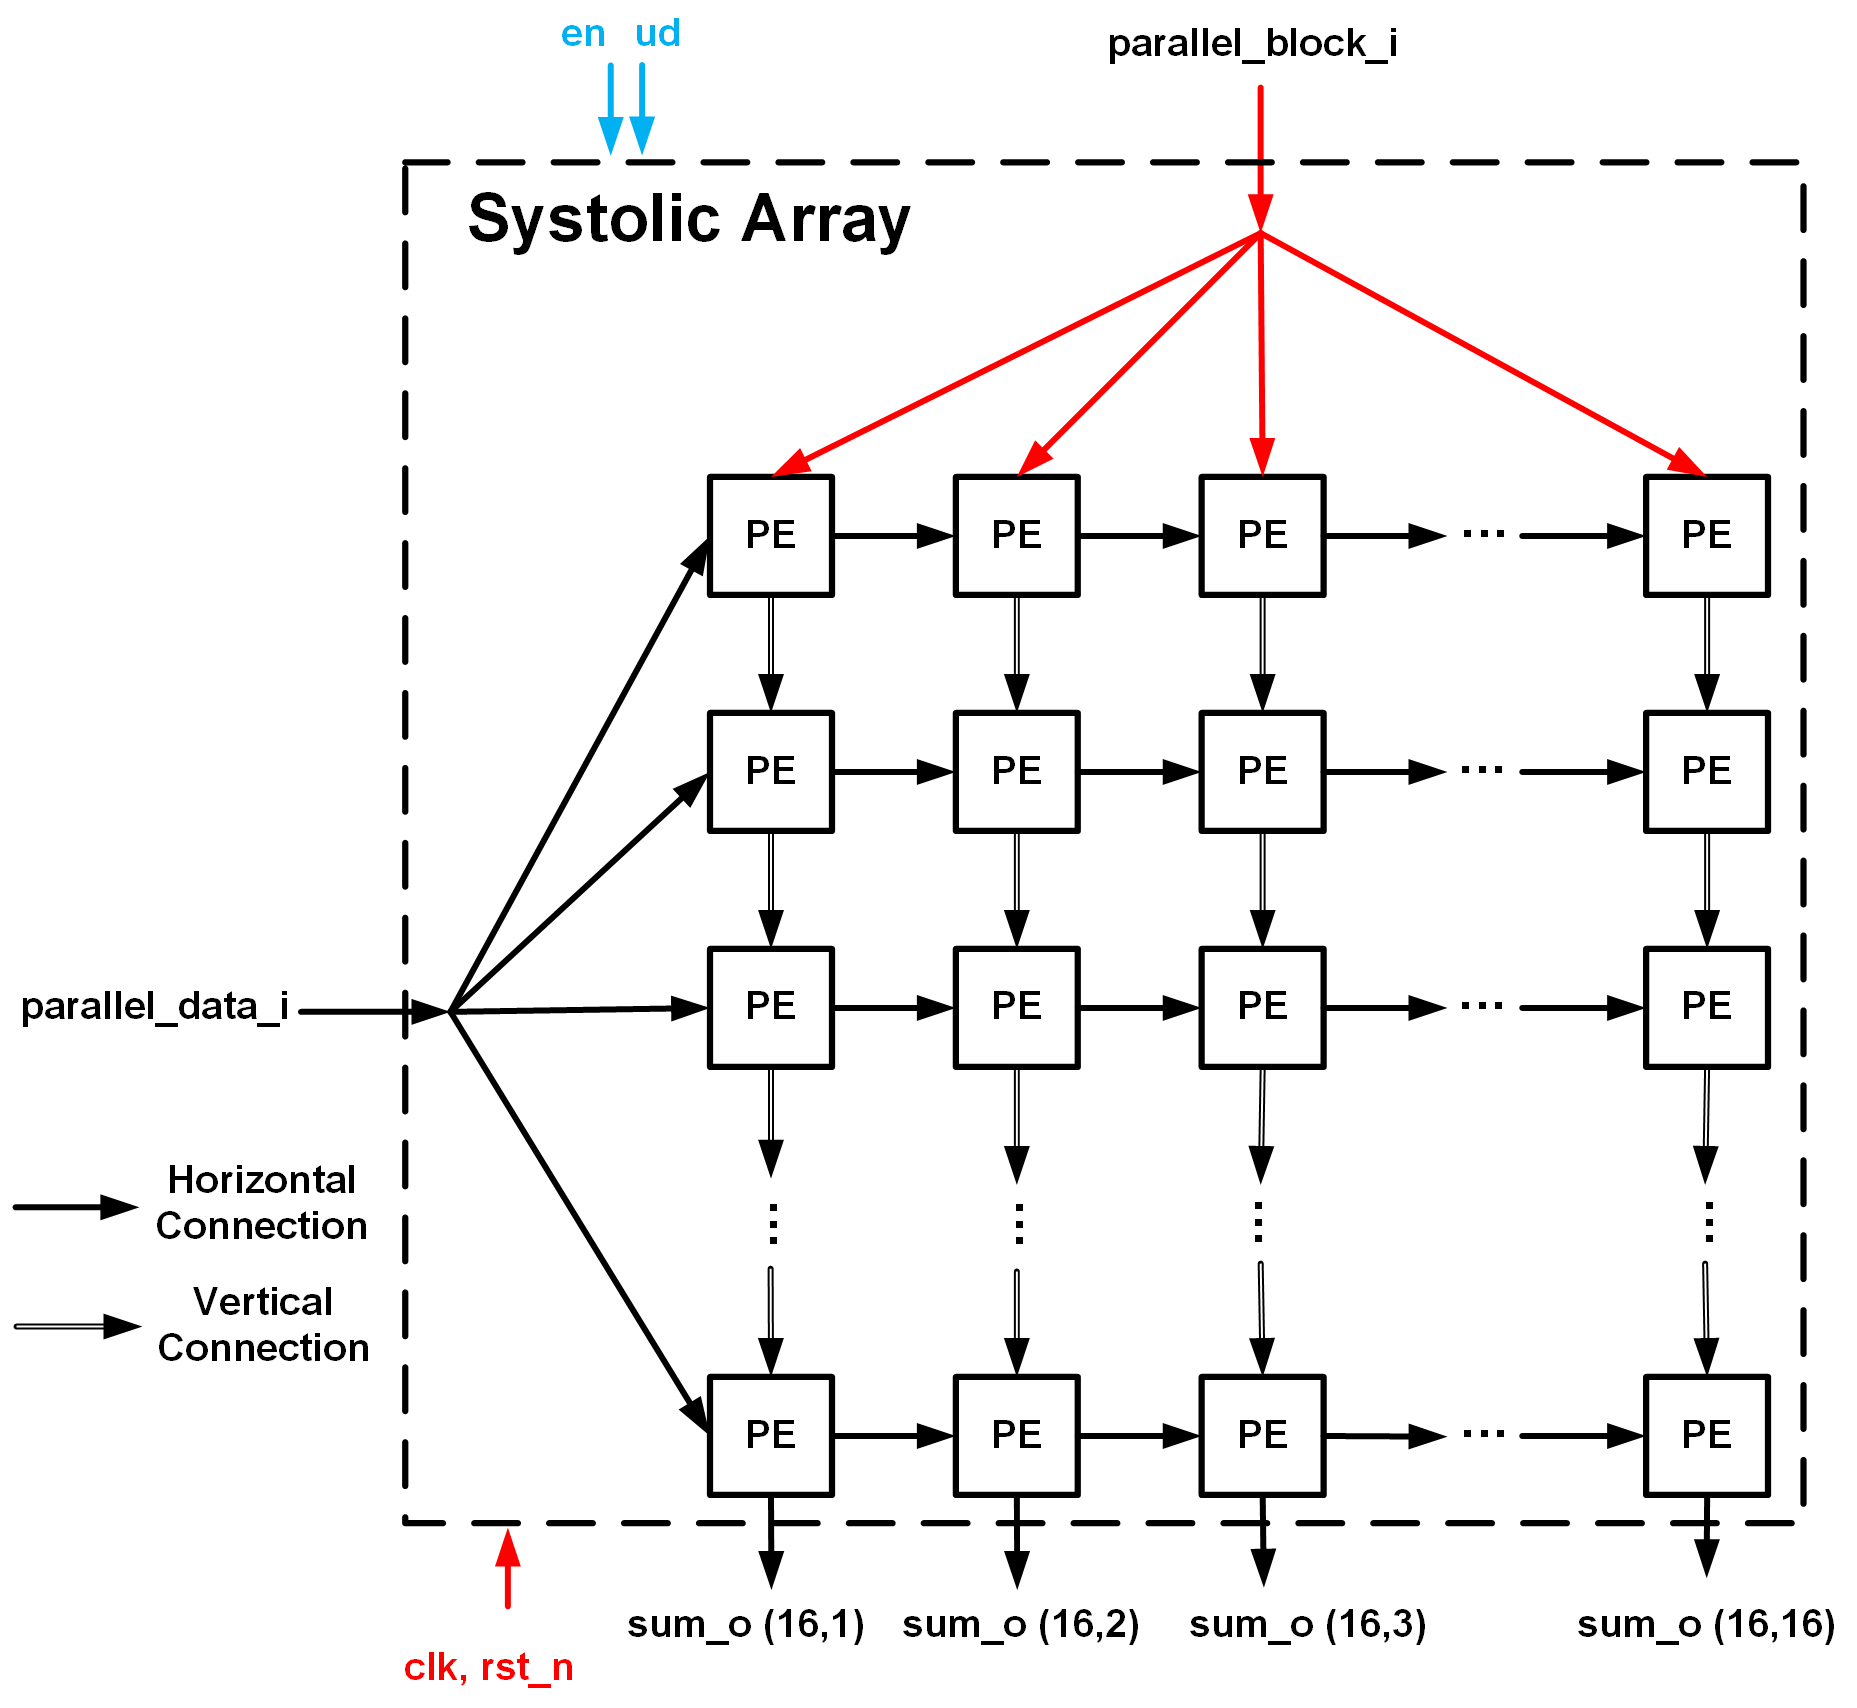 en ud
parallel_block_i
Systolic Array
PE PE PE ... PE
PE PE PE ... PE
PE PE PE ... PE
parallel_data_i
Horizontal
Connection
Vertical
Connection
PE PE PE ... PE
sum_o (16,1) sum_o (16,2) sum_o (16,3) sum_o (16,16)
clk, rst_n